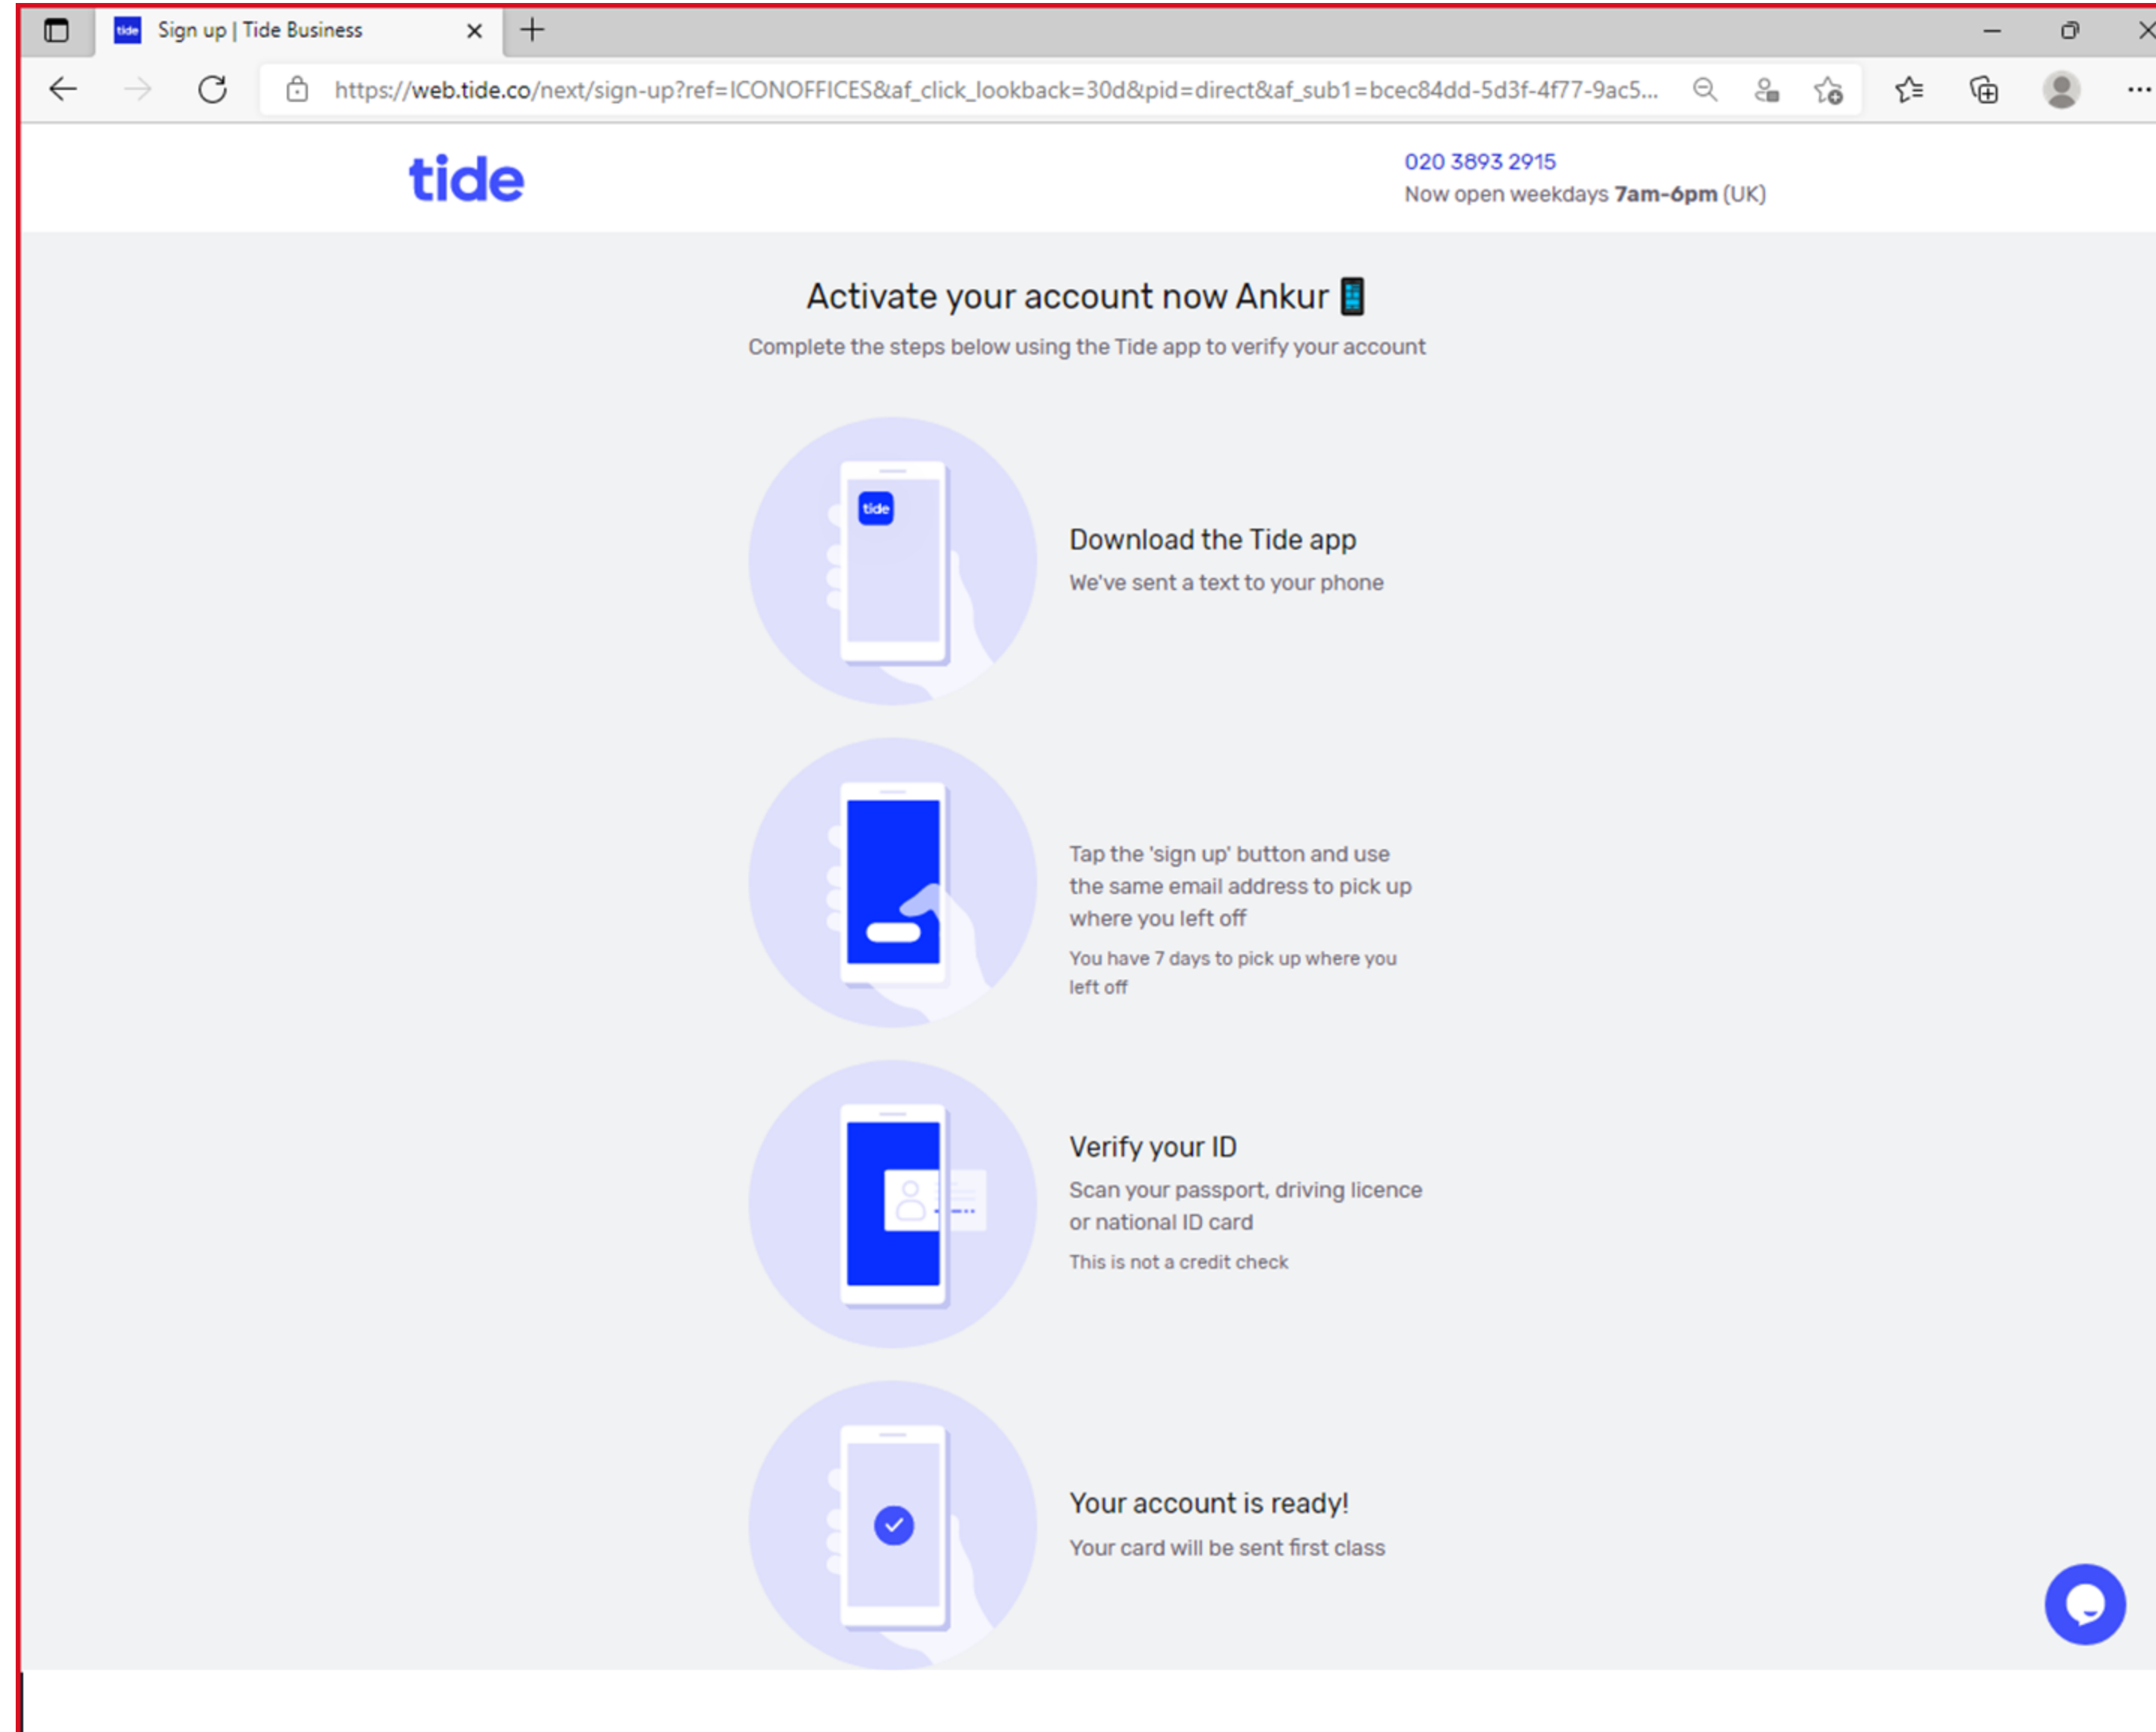 tide Sign up | Tide Business
https://web.tide.co/next/sign-up?ref=ICONOFFICES&af_click_lookback=30d&pid=direct&af_sub1=bcec84dd-5d3f-4f77-9ac5...
tide
020 3893 2915
Now open weekdays 7am-6pm (UK)
Activate your account now Ankur
Complete the steps below using the Tide app to verify your account
tide
Download the Tide app
We've sent a text to your phone
Tap the 'sign up' button and use
the same email address to pick up
where you left off
You have 7 days to pick up where you
left off
Verify your ID
Scan your passport, driving licence
or national ID card
This is not a credit check
Your account is ready!
Your card will be sent first class